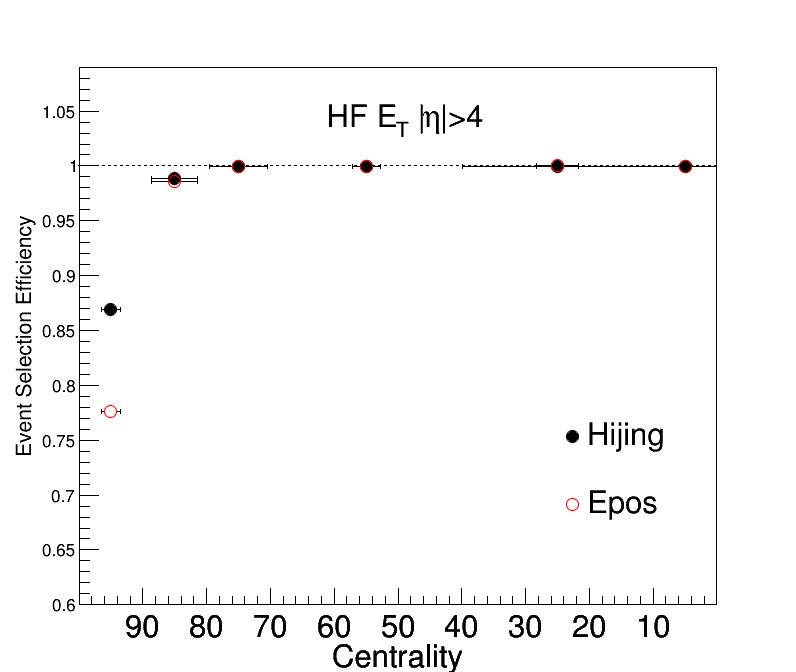 HF E_T |η|>4
1.05
1
0.95
0.9
0.85
0.8
0.75
0.7
0.65
0.6
Event Selection Efficiency
Hijing
Epos
90 80 70 60 50 40 30 20 10
Centrality